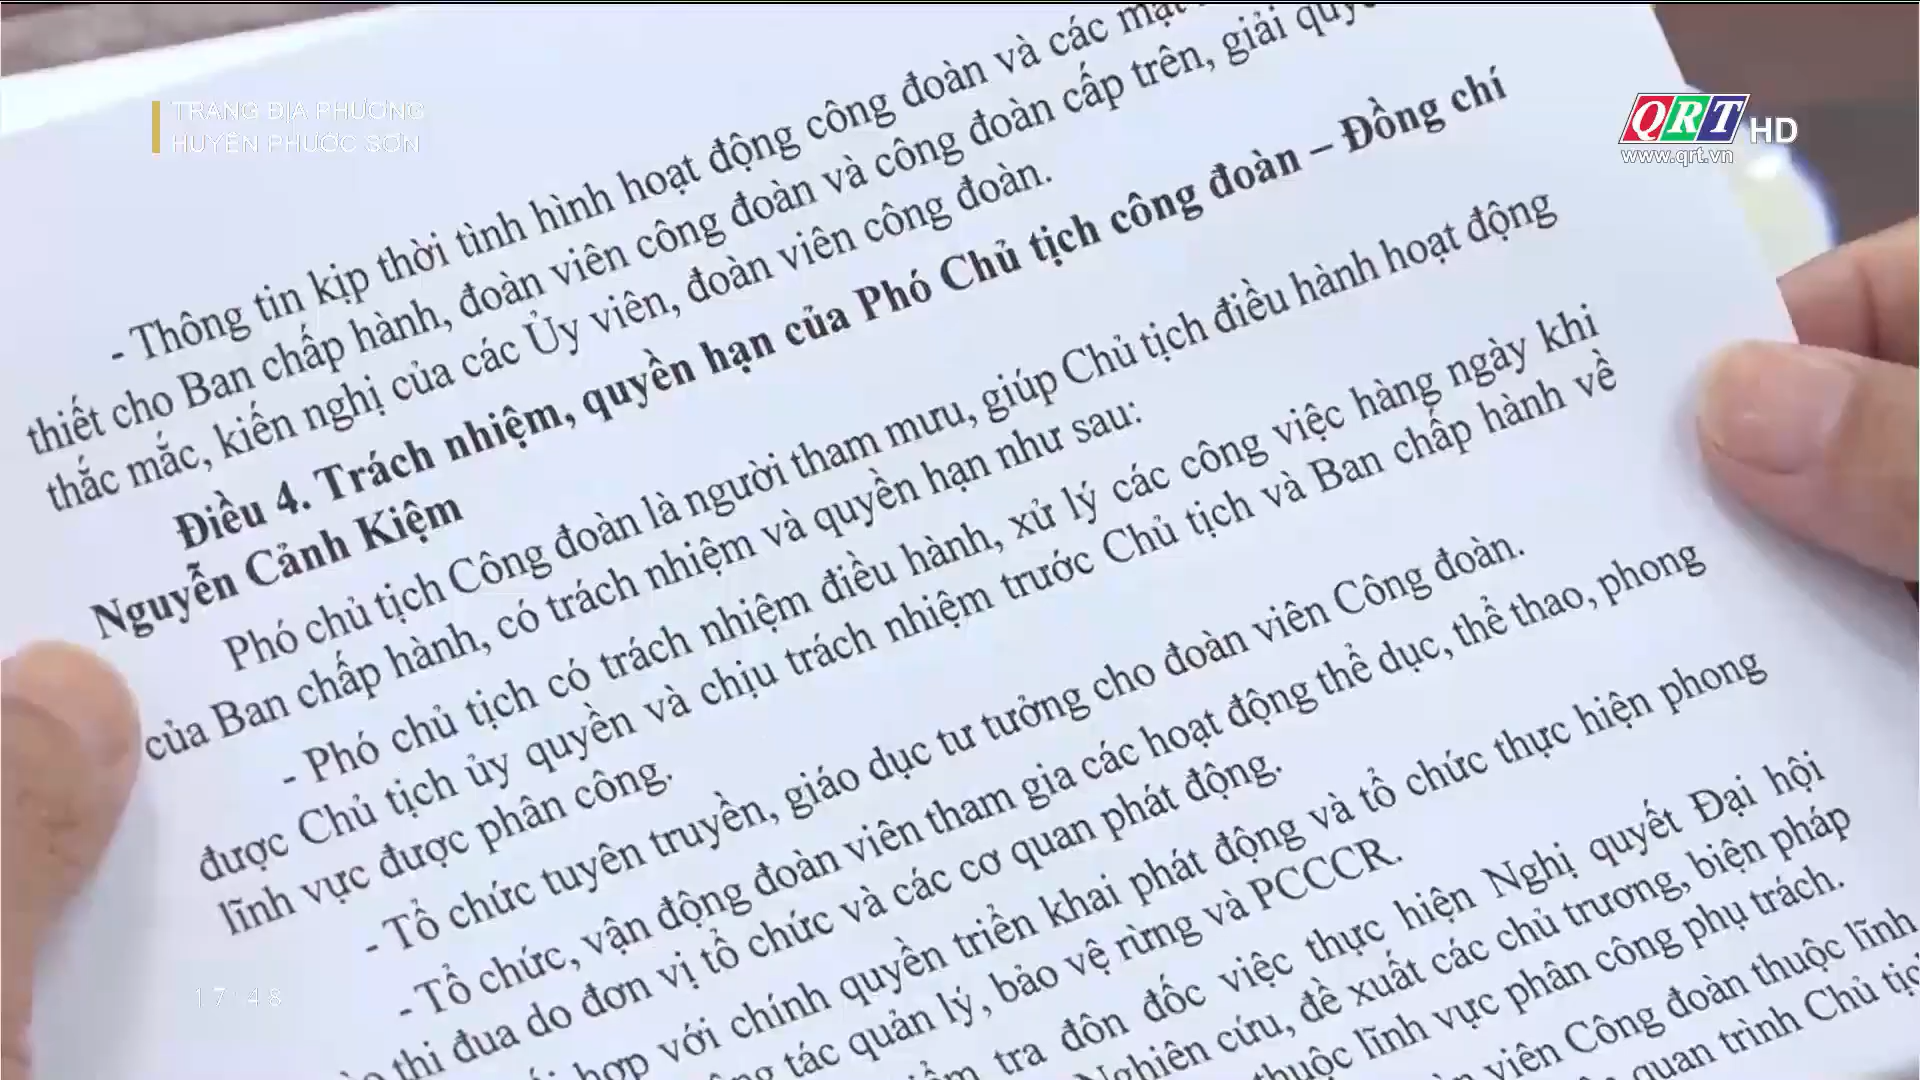 TRANG ĐỊA PHƯƠNG
HUYỆN PHƯỚC SƠN
QRT HD
www.qrt.vn
- Thông tin kịp thời tình hình hoạt động công đoàn và các mặt
thiết cho Ban chấp hành, đoàn viên công đoàn và công đoàn cấp trên, giải
thắc mắc, kiến nghị của các Ủy viên, đoàn viên công đoàn.
Điều 4. Trách nhiệm, quyền hạn của Phó Chủ tịch công đoàn – Đồng chí
Nguyễn Cảnh Kiệm
Phó chủ tịch Công đoàn là người tham mưu, giúp Chủ tịch điều hành hoạt động
của Ban chấp hành, có trách nhiệm và quyền hạn như sau:
- Phó chủ tịch có trách nhiệm điều hành, xử lý các công việc hàng ngày khi
được Chủ tịch ủy quyền và chịu trách nhiệm trước Chủ tịch và Ban chấp hành về
lĩnh vực được phân công.
- Tổ chức tuyên truyền, giáo dục tư tưởng cho đoàn viên Công đoàn.
- Tổ chức, vận động đoàn viên tham gia các hoạt động thể dục, thể thao, phong
thi đua do đơn vị tổ chức và các cơ quan phát động.
hợp với chính quyền triển khai phát động và tổ chức thực hiện phong
tác quản lý, bảo vệ rừng và PCCCR.
tra đôn đốc việc thực hiện Nghị quyết Đại hội
Nghiên cứu, đề xuất các chủ trương, biện pháp
thuộc lĩnh vực phân công phụ trách.
viên Công đoàn thuộc lĩnh
quan trình Chủ tịch
17:48